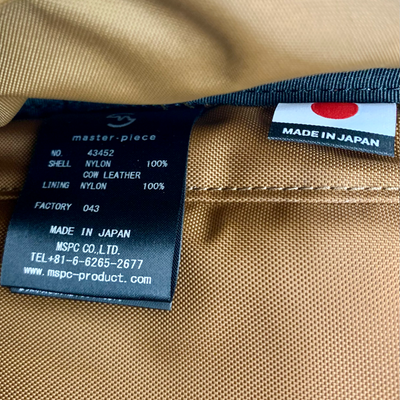 master-piece
NO. 43452
SHELL NYLON 100%
COW LEATHER
LINING NYLON 100%
FACTORY 043
MADE IN JAPAN
MSPC CO.,LTD.
TEL+81-6-6265-2677
www.mspc-product.com
MADE IN JAPAN